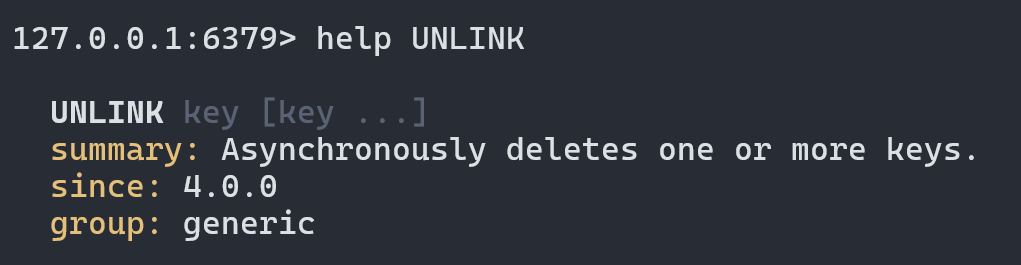 127.0.0.1:6379> help UNLINK
UNLINK key [key ...]
summary: Asynchronously deletes one or more keys.
since: 4.0.0
group: generic